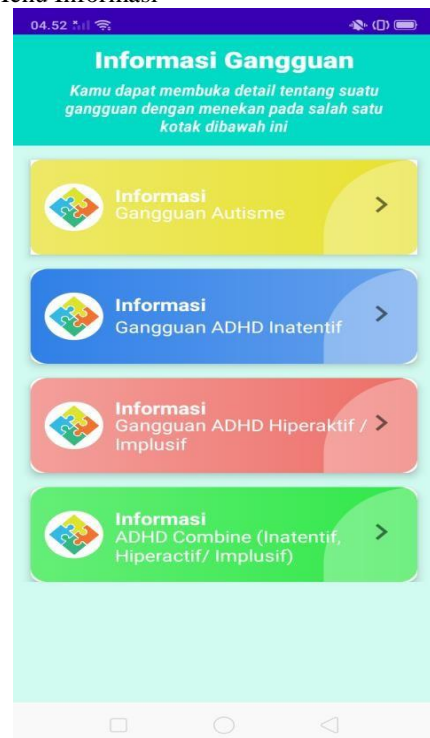 Menu Informasi
04.52
Informasi Gangguan
Kamu dapat membuka detail tentang suatu
gangguan dengan menekan pada salah satu
kotak dibawah ini
Informasi
Gangguan Autisme
Informasi
Gangguan ADHD Inatentif
Informasi
Gangguan ADHD Hiperaktif /
Implusif
Informasi
ADHD Combine (Inatentif,
Hiperactif/ Implusif)